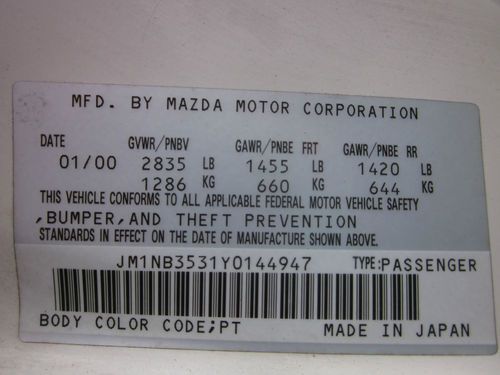 MFD. BY MAZDA MOTOR CORPORATION
DATE GVWR/PNBV GAWR/PNBE FRT GAWR/PNBE RR
01/00 2835 LB 1455 LB 1420 LB
1286 KG 660 KG 644 KG
THIS VEHICLE CONFORMS TO ALL APPLICABLE FEDERAL MOTOR VEHICLE SAFETY
,BUMPER,AND THEFT PREVENTION
STANDARDS IN EFFECT ON THE DATE OF MANUFACTURE SHOWN ABOVE.
JM1NB3531Y0144947 TYPE:PASSENGER
BODY COLOR CODE;PT MADE IN JAPAN